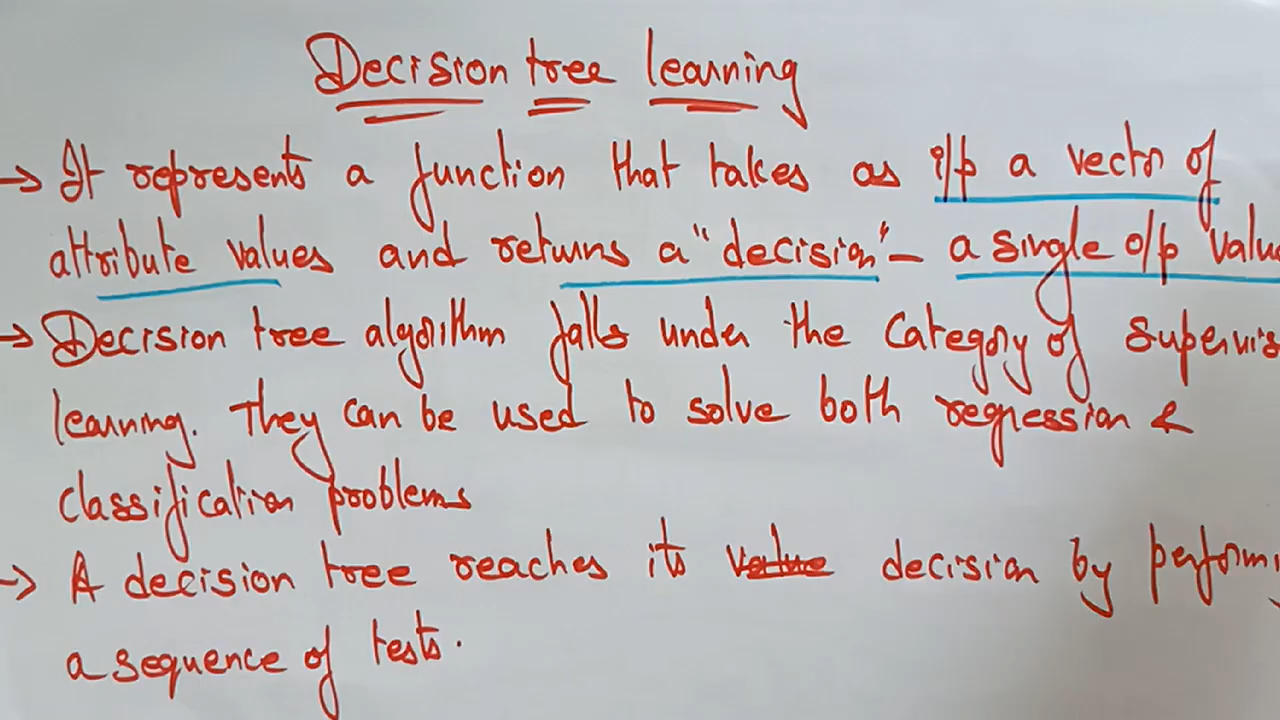 Decision tree learning
→ It represents a function that takes as i/p a vector of
attribute values and returns a "decision" - a single o/p value
→ Decision tree algorithm falls under the category of supervis
learning. They can be used to solve both regression &
classification problems
→ A decision tree reaches its value decision by performi
a sequence of tests.